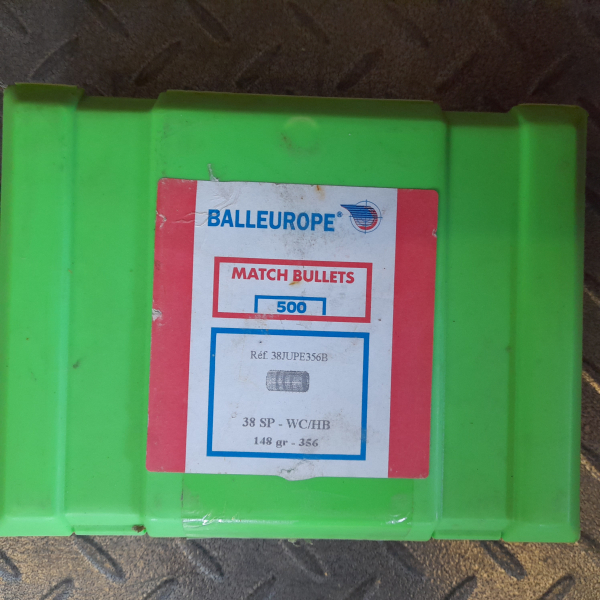 BALLEUROPE®
MATCH BULLETS
500
Réf. 38JUPE356B
38 SP - WC/HB
148 gr - 356